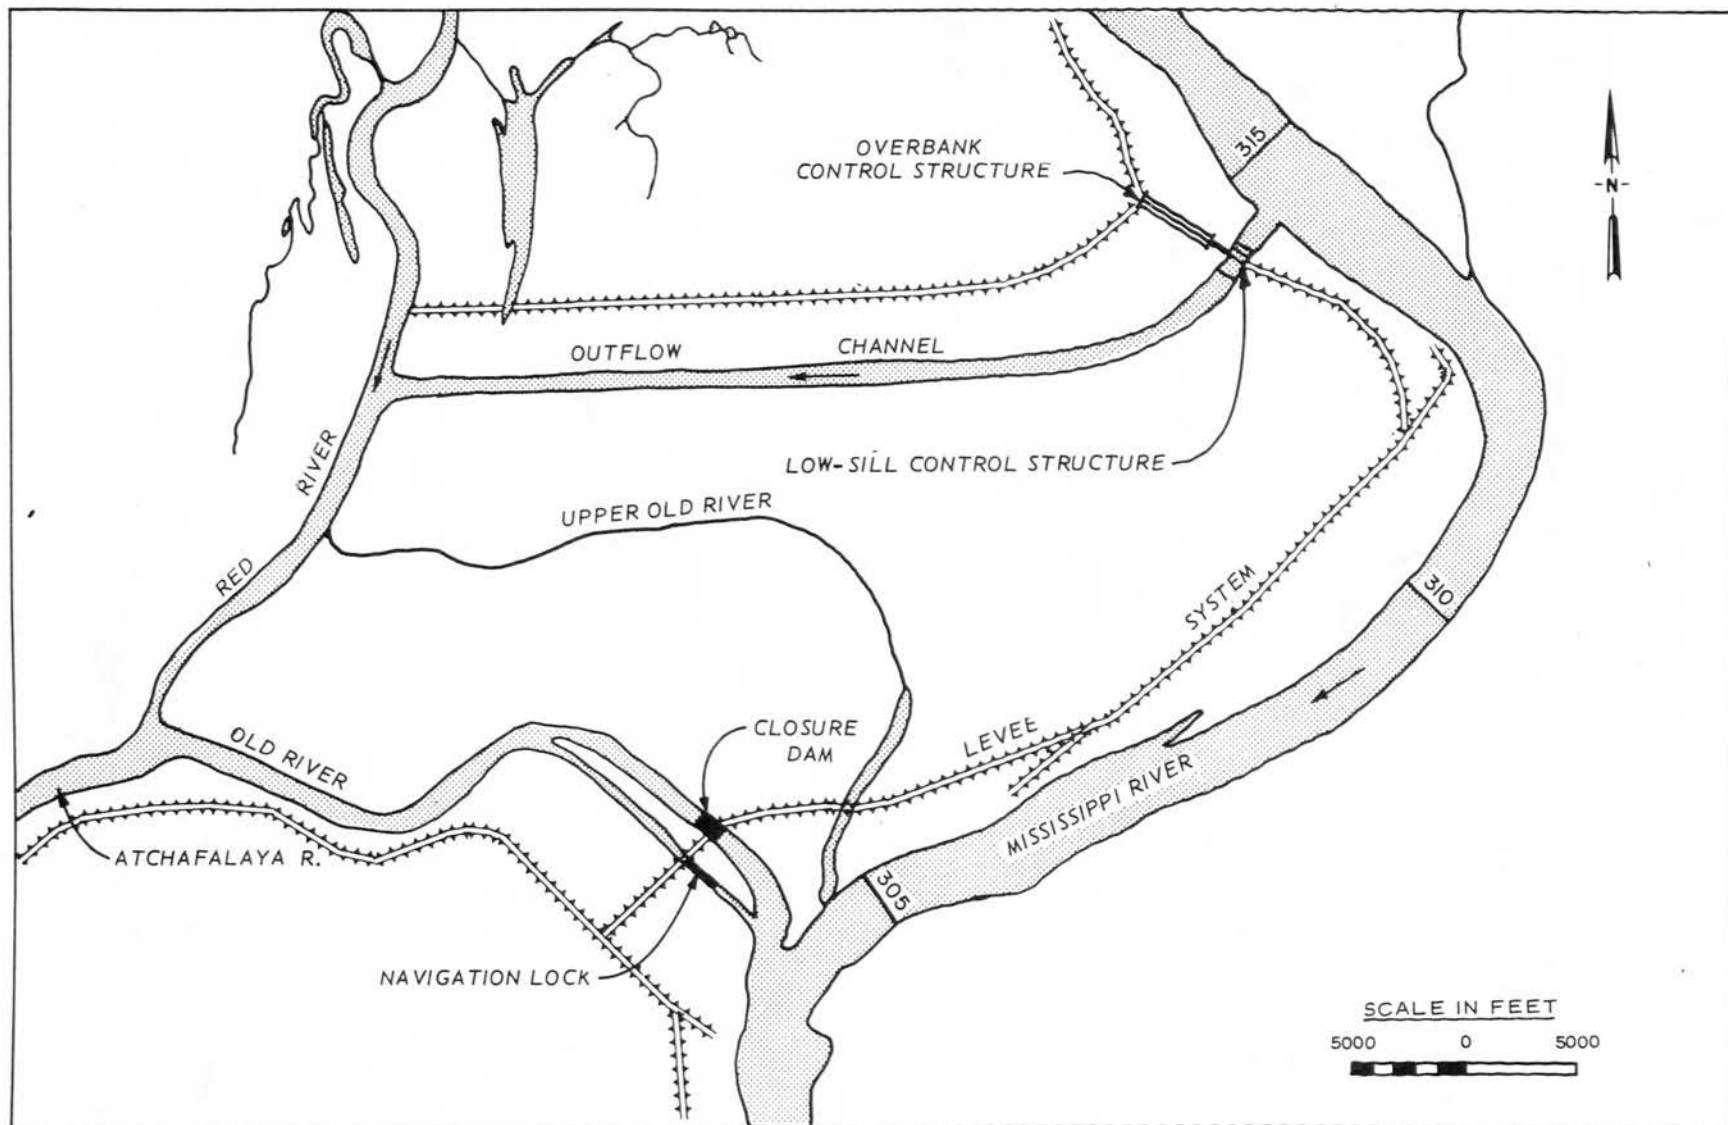 OVERBANK
CONTROL STRUCTURE
315
-N-
OUTFLOW CHANNEL
LOW-SILL CONTROL STRUCTURE
RED RIVER
UPPER OLD RIVER
310
LEVEE SYSTEM
OLD RIVER
CLOSURE
DAM
MISSISSIPPI RIVER
ATCHAFALAYA R.
305
NAVIGATION LOCK
SCALE IN FEET
5000 0 5000